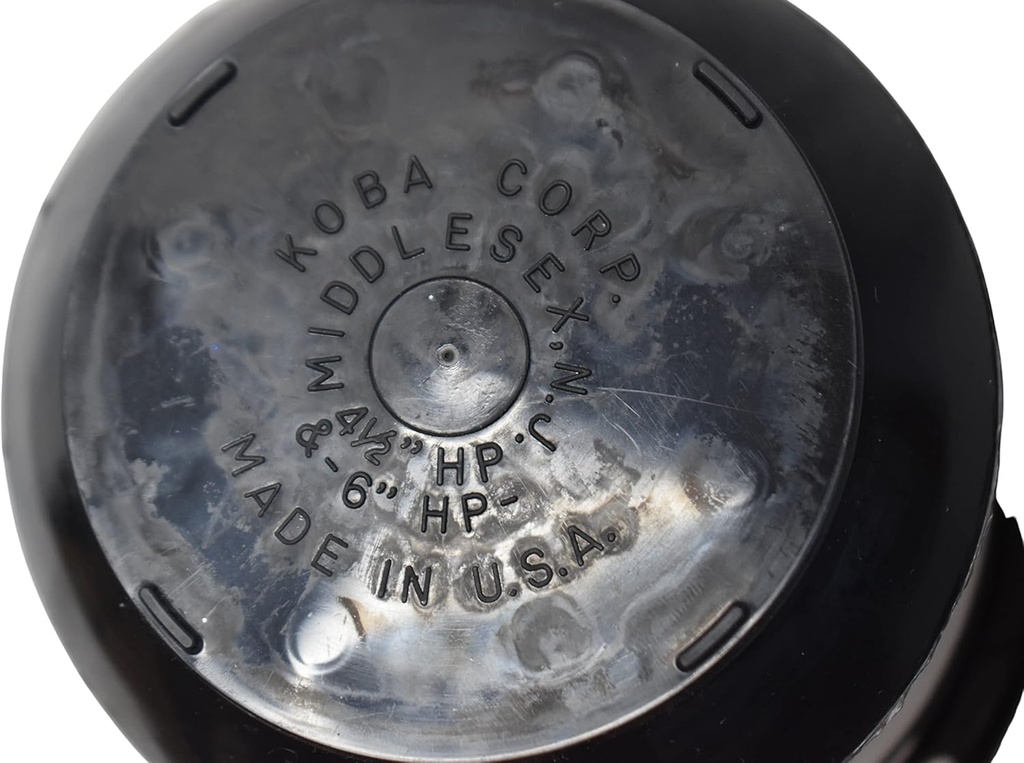 KOBA CORP.
MIDDLESEX, N.J.
4½” HP
& - 6” HP-
MADE IN U.S.A.